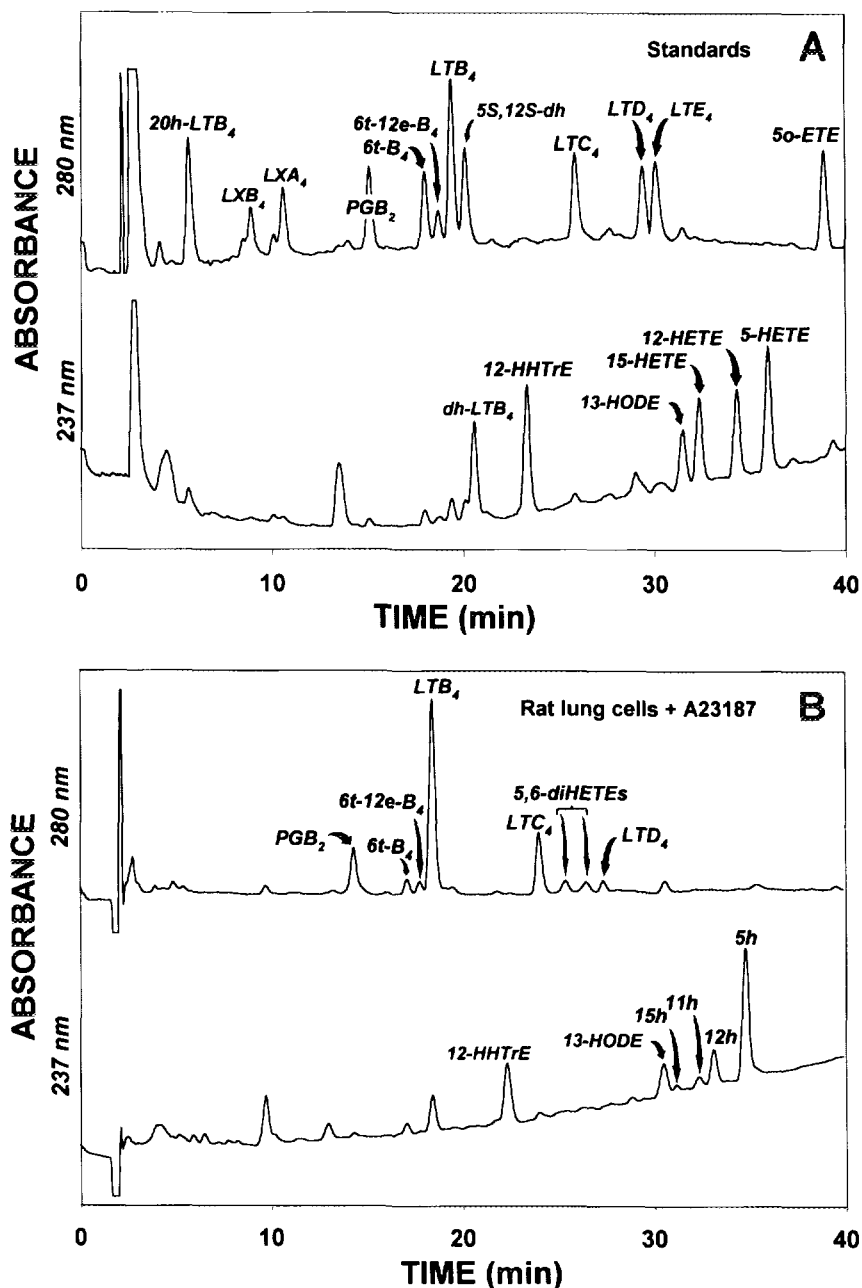 A
Standards
ABSORBANCE
280 nm
237 nm
20h-LTB4
LXB4
LXA4
PGB2
6t-B4
6t-12e-B4
LTB4
5S,12S-dh
LTC4
LTD4
LTE4
5o-ETE
dh-LTB4
12-HHTrE
13-HODE
15-HETE
12-HETE
5-HETE
0 10 20 30 40
TIME (min)
B
Rat lung cells + A23187
ABSORBANCE
280 nm
237 nm
PGB2
6t-B4
6t-12e-B4
LTB4
5,6-diHETEs
LTC4
LTD4
12-HHTrE
13-HODE
15h
11h
12h
5h
0 10 20 30 40
TIME (min)